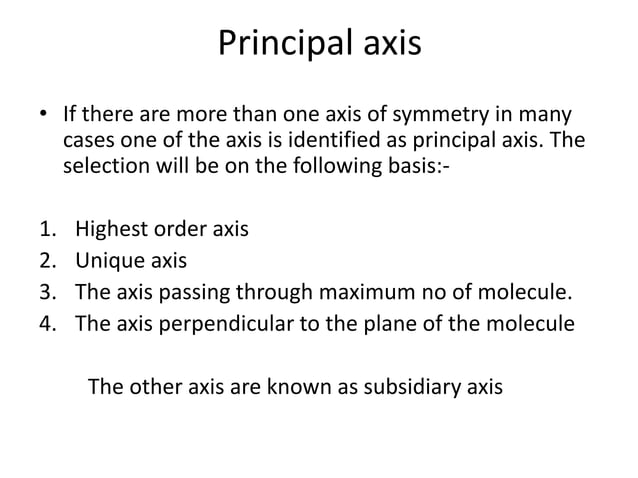 Principal axis
• If there are more than one axis of symmetry in many
cases one of the axis is identified as principal axis. The
selection will be on the following basis:-
1. Highest order axis
2. Unique axis
3. The axis passing through maximum no of molecule.
4. The axis perpendicular to the plane of the molecule
The other axis are known as subsidiary axis